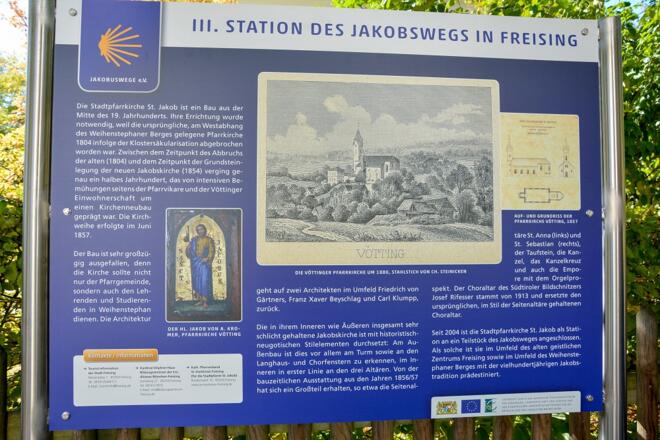 III. STATION DES JAKOBSWEGS IN FREISING
JAKOBUSWEGE e.V.
Die Stadtpfarrkirche St. Jakob ist ein Bau aus der
Mitte des 19. Jahrhunderts. Ihre Errichtung wurde
notwendig, weil die ursprüngliche, am Westabhang
des Weihenstephaner Berges gelegene Pfarrkirche
1804 infolge der Klostersäkularisation abgebrochen
worden war. Zwischen dem Zeitpunkt des Abbruchs
der alten (1804) und dem Zeitpunkt der Grundstein-
legung der neuen Jakobskirche (1854) verging ge-
nau ein halbes Jahrhundert, das von intensiven Be-
mühungen seitens der Pfarrvikare und der Vöttinger
Einwohnerschaft um
einen Kirchenneubau
geprägt war. Die Kirch-
weihe erfolgte im Juni
1857.
Der Bau ist sehr großzü-
gig ausgefallen, denn
die Kirche sollte nicht
nur der Pfarrgemeinde,
sondern auch den Leh-
renden und Studieren-
den in Weihenstephan
dienen. Die Architektur
DER HL. JAKOB VON A. KRO-
MER, PFARRKIRCHE VÖTTING
Kontakte / Informationen
VÖTTING
DIE VÖTTINGER PFARRKIRCHE UM 1880, STAHLSTICH VON CH. STEINICKEN
geht auf zwei Architekten im Umfeld Friedrich von
Gärtners, Franz Xaver Beyschlag und Carl Klumpp,
zurück.
Die in ihrem Inneren wie Äußeren insgesamt sehr
schlicht gehaltene Jakobskirche ist mit historistisch-
neugotischen Stilelementen durchsetzt: Am Au-
ßenbau ist dies vor allem am Turm sowie an den
Langhaus- und Chorfenstern zu erkennen, im In-
neren in erster Linie an den drei Altären. Von der
bauzeitlichen Ausstattung aus den Jahren 1856/57
hat sich ein Großteil erhalten, so etwa die Seitenal-
AUF- UND GRUNDRISS DER
PFARRKIRCHE VÖTTING, 1857
täre St. Anna (links) und
St. Sebastian (rechts),
der Taufstein, die Kan-
zel, das Kanzelkreuz
und auch die Empo-
re mit dem Orgelpro-
spekt. Der Choraltar des Südtiroler Bildschnitzers
Josef Rifesser stammt von 1913 und ersetzte den
ursprünglichen, im Stil der Seitenaltäre gehaltenen
Choraltar.
Seit 2004 ist die Stadtpfarrkirche St. Jakob als Stati-
on an ein Teilstück des Jakobsweges angeschlossen.
Als solche ist sie im Umfeld des alten geistlichen
Zentrums Freising sowie im Umfeld des Weihenste-
phaner Berges mit der vielhundertjährigen Jakobs-
tradition prädestiniert.